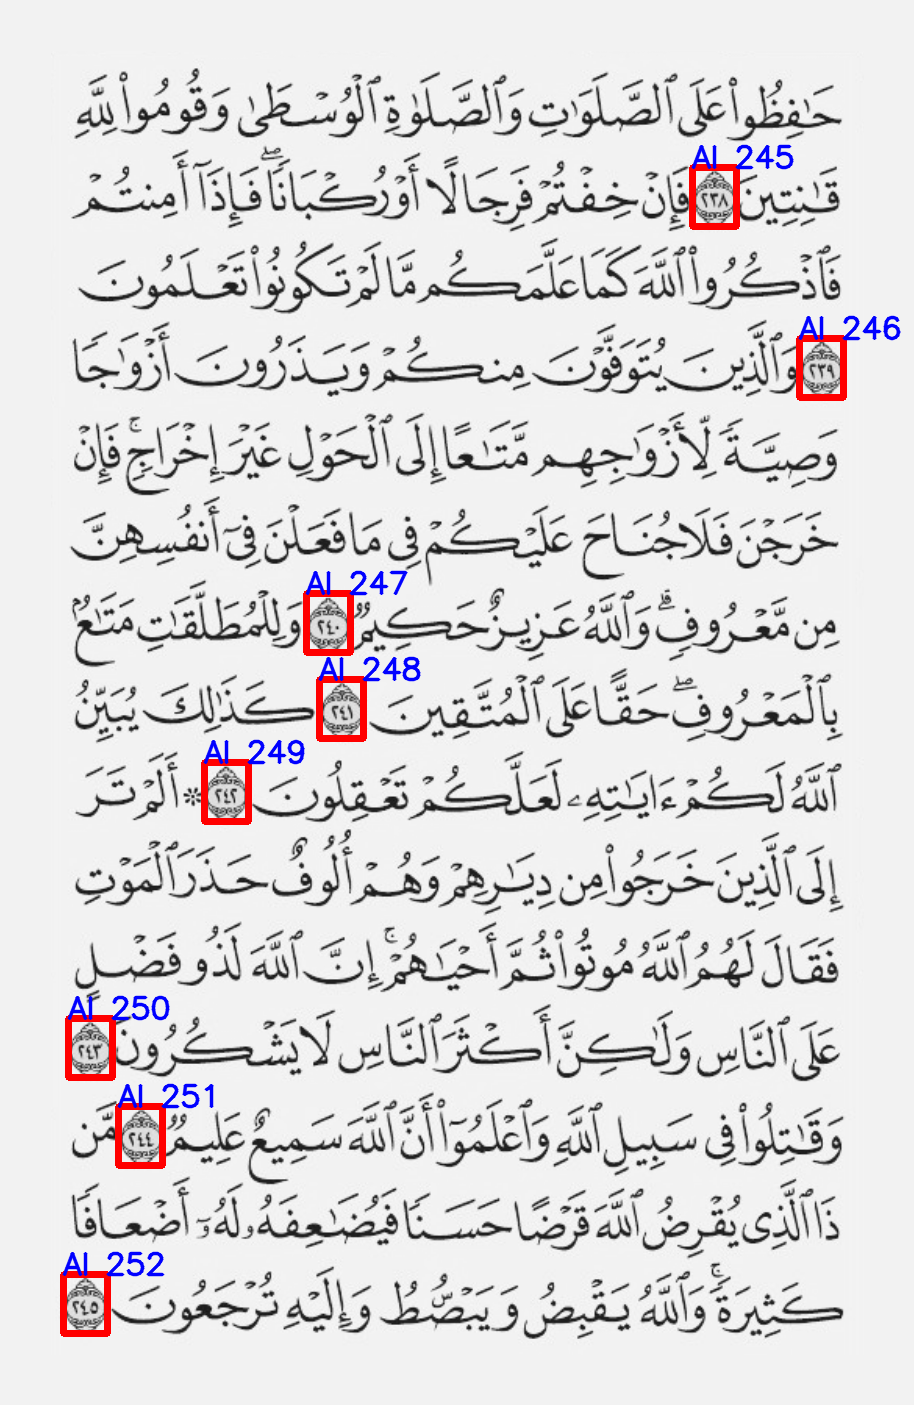 حَـٰفِظُوا۟ عَلَى ٱلصَّلَوَٰتِ وَٱلصَّلَوٰةِ ٱلْوُسْطَىٰ وَقُومُوا۟ لِلَّهِ
AI 245
قَـٰنِتِينَ ٢٣٨ فَإِنْ خِفْتُمْ فَرِجَالًا أَوْ رُكْبَانًا ۖ فَإِذَآ أَمِنتُمْ
فَٱذْكُرُوا۟ ٱللَّهَ كَمَا عَلَّمَكُم مَّا لَمْ تَكُونُوا۟ تَعْلَمُونَ
AI 246
٢٣٩ وَٱلَّذِينَ يُتَوَفَّوْنَ مِنكُمْ وَيَذَرُونَ أَزْوَٰجًا
وَصِيَّةً لِّأَزْوَٰجِهِم مَّتَـٰعًا إِلَى ٱلْحَوْلِ غَيْرَ إِخْرَاجٍ ۚ فَإِنْ
خَرَجْنَ فَلَا جُنَاحَ عَلَيْكُمْ فِى مَا فَعَلْنَ فِىٓ أَنفُسِهِنَّ
AI 247
مِن مَّعْرُوفٍ ۗ وَٱللَّهُ عَزِيزٌ حَكِيمٌ ٢٤٠ وَلِلْمُطَلَّقَـٰتِ مَتَـٰعٌۢ
AI 248
بِٱلْمَعْرُوفِ ۖ حَقًّا عَلَى ٱلْمُتَّقِينَ ٢٤١ كَذَٰلِكَ يُبَيِّنُ
AI 249
ٱللَّهُ لَكُمْ ءَايَـٰتِهِۦ لَعَلَّكُمْ تَعْقِلُونَ ٢٤٢ * أَلَمْ تَرَ
إِلَى ٱلَّذِينَ خَرَجُوا۟ مِن دِيَـٰرِهِمْ وَهُمْ أُلُوفٌ حَذَرَ ٱلْمَوْتِ
فَقَالَ لَهُمُ ٱللَّهُ مُوتُوا۟ ثُمَّ أَحْيَـٰهُمْ ۚ إِنَّ ٱللَّهَ لَذُو فَضْلٍ
AI 250
عَلَى ٱلنَّاسِ وَلَـٰكِنَّ أَكْثَرَ ٱلنَّاسِ لَا يَشْكُرُونَ ٢٤٣
AI 251
وَقَـٰتِلُوا۟ فِى سَبِيلِ ٱللَّهِ وَٱعْلَمُوٓا۟ أَنَّ ٱللَّهَ سَمِيعٌ عَلِيمٌ ٢٤٤ مَّن
ذَا ٱلَّذِى يُقْرِضُ ٱللَّهَ قَرْضًا حَسَنًا فَيُضَـٰعِفَهُۥ لَهُۥٓ أَضْعَافًا
AI 252
كَثِيرَةً ۚ وَٱللَّهُ يَقْبِضُ وَيَبْصُۜطُ وَإِلَيْهِ تُرْجَعُونَ ٢٤٥